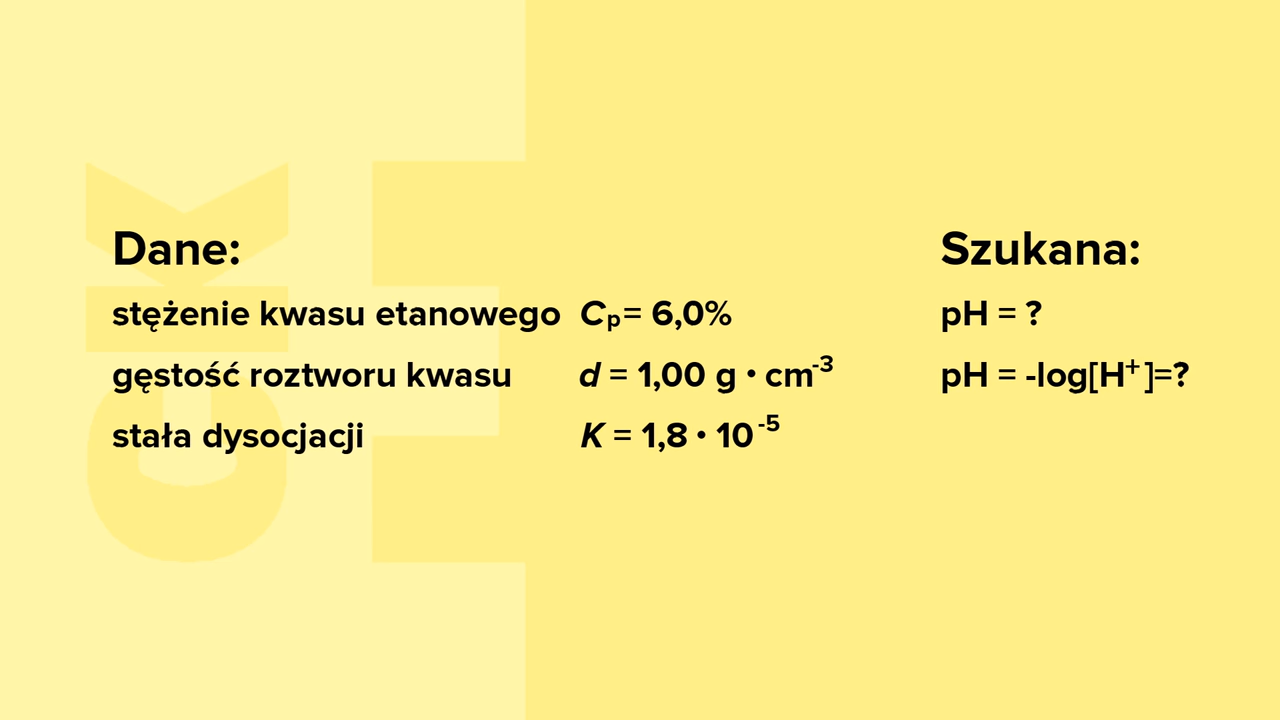 Dane:
stężenie kwasu etanowego Cp= 6,0%
gęstość roztworu kwasu d = 1,00 g • cm-3
stała dysocjacji K = 1,8 • 10 -5
Szukana:
pH = ?
pH = -log[H+]=?